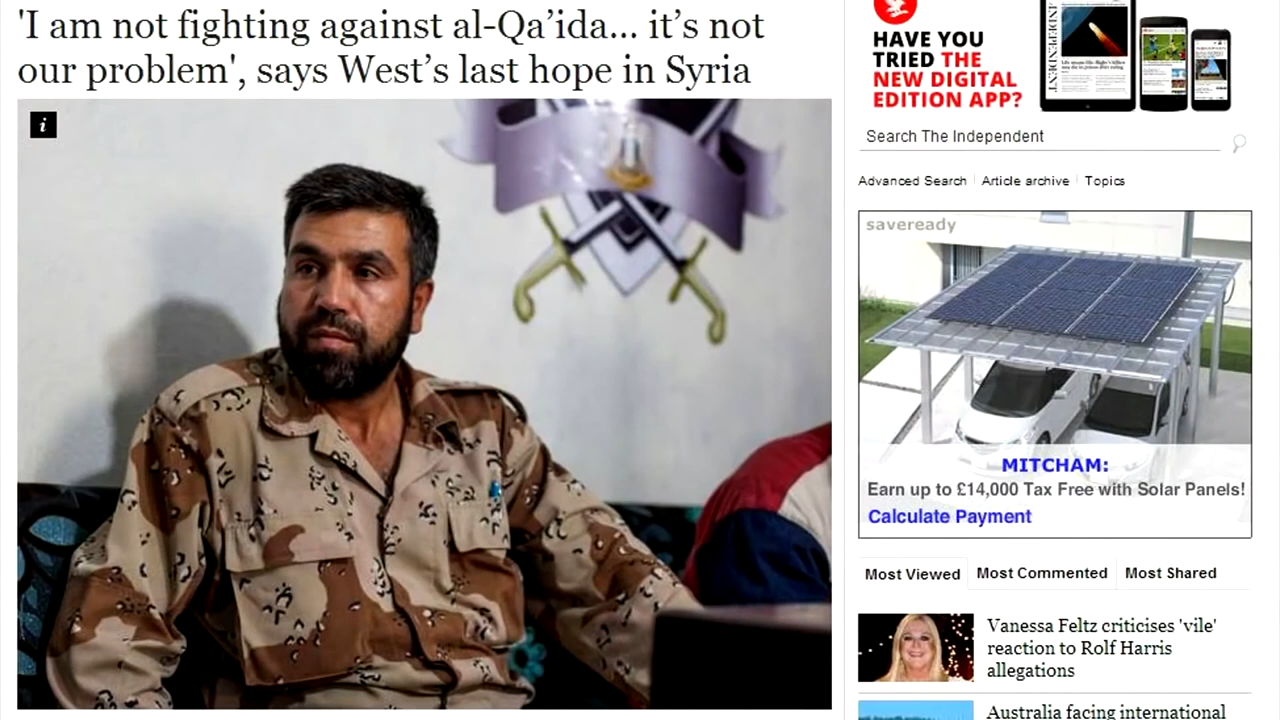 'I am not fighting against al-Qa’ida... it’s not
our problem', says West’s last hope in Syria
i
HAVE YOU
TRIED THE
NEW DIGITAL
EDITION APP?
Search The Independent
Advanced Search
Article archive
Topics
saveready
MITCHAM:
Earn up to £14,000 Tax Free with Solar Panels!
Calculate Payment
Most Viewed
Most Commented
Most Shared
Vanessa Feltz criticises 'vile'
reaction to Rolf Harris
allegations
Australia facing international